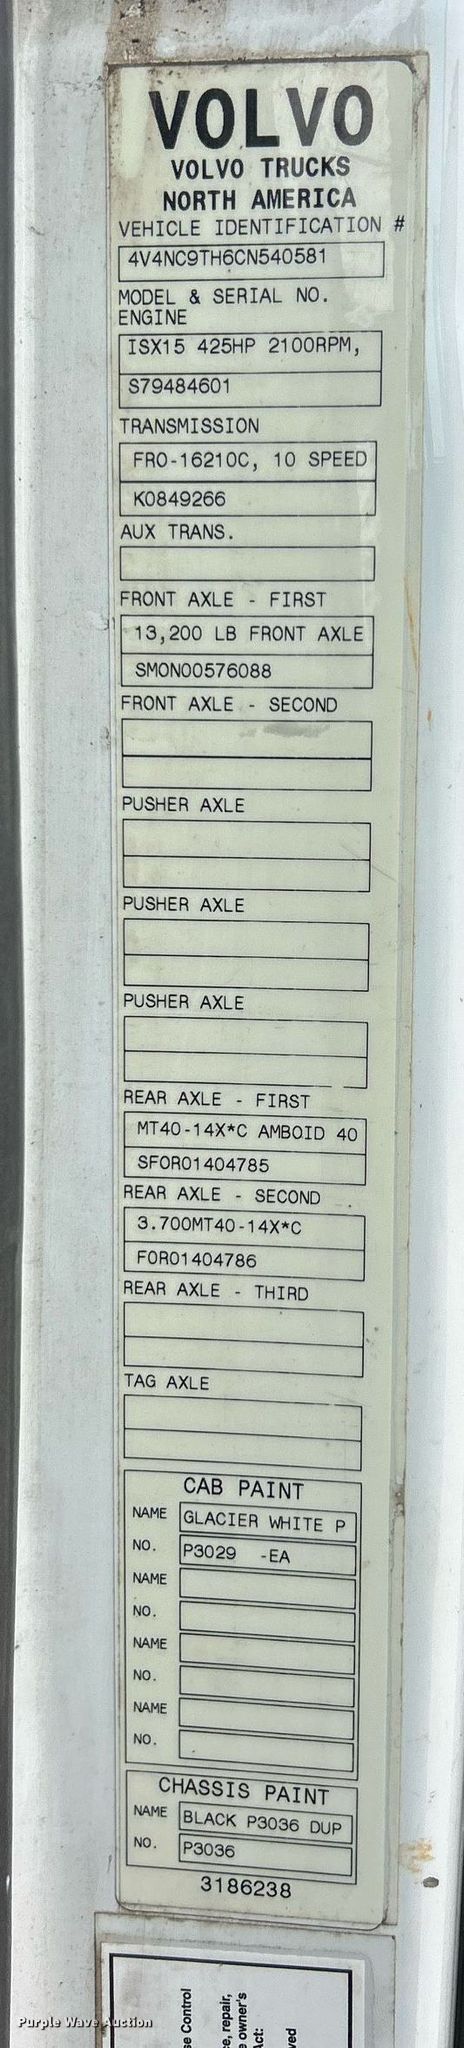 VOLVO
VOLVO TRUCKS
NORTH AMERICA
VEHICLE IDENTIFICATION #
4V4NC9TH6CN540581
MODEL & SERIAL NO.
ENGINE
ISX15 425HP 2100RPM,
S79484601
TRANSMISSION
FRO-16210C, 10 SPEED
K0849266
AUX TRANS.
FRONT AXLE - FIRST
13,200 LB FRONT AXLE
SMON00576088
FRONT AXLE - SECOND
PUSHER AXLE
PUSHER AXLE
PUSHER AXLE
REAR AXLE - FIRST
MT40-14X*C AMBOID 40
SFOR01404785
REAR AXLE - SECOND
3.700MT40-14X*C
FOR01404786
REAR AXLE - THIRD
TAG AXLE
CAB PAINT
NAME GLACIER WHITE P
NO. P3029 -EA
NAME
NO.
NAME
NO.
NAME
NO.
CHASSIS PAINT
NAME BLACK P3036 DUP
NO. P3036
3186238
Control
repair,
owner's
Act:
Purple Wave Auction